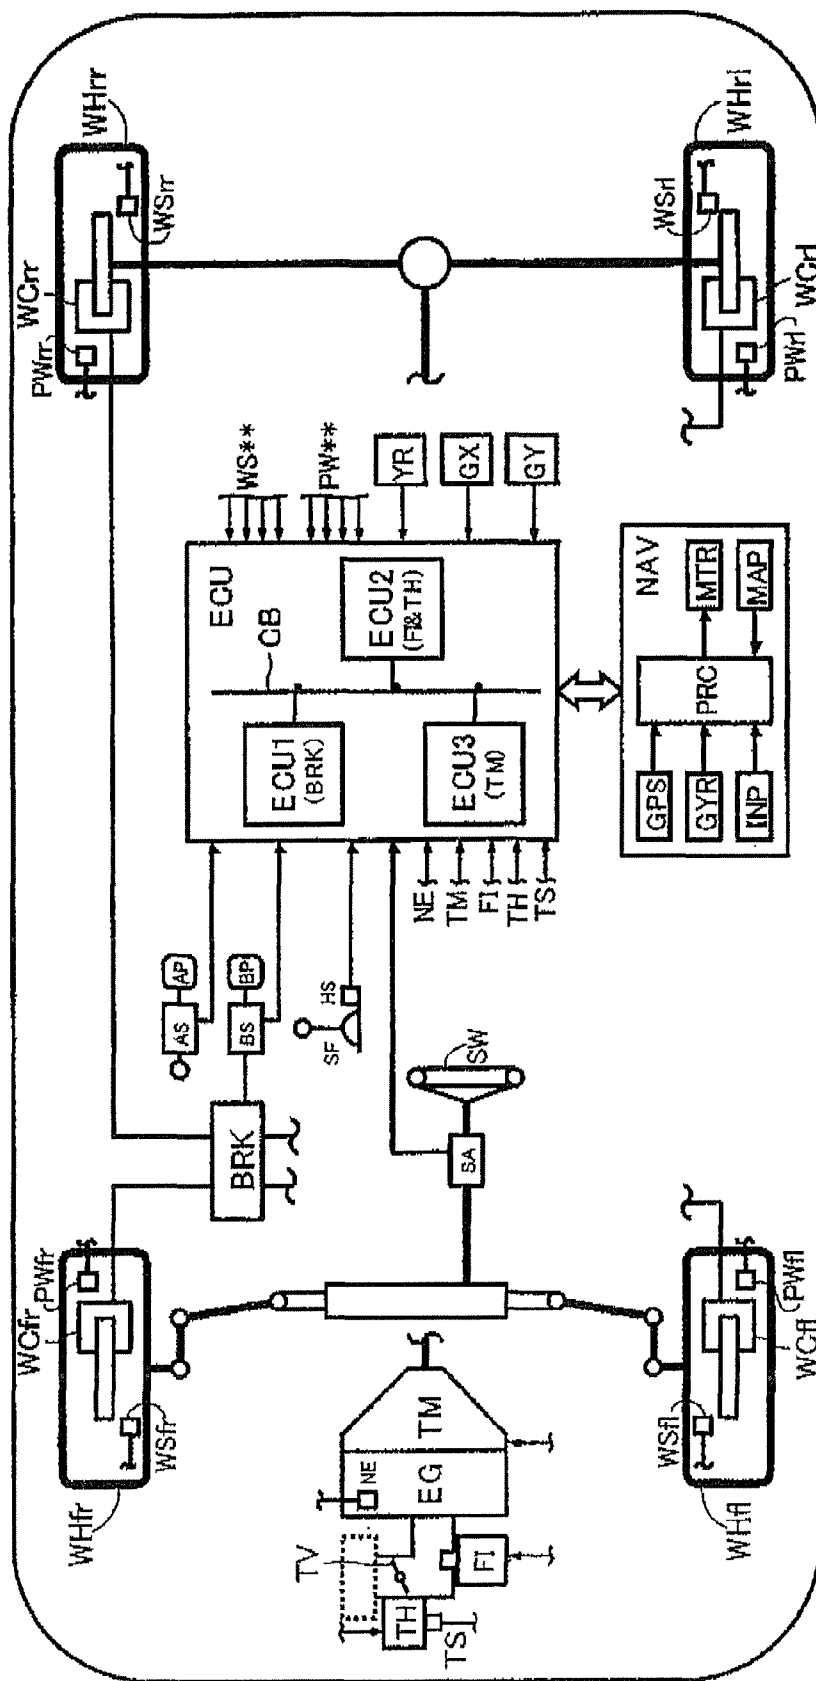 WHrr
WSrr
WCrr
PWrr
WHrl
WSrl
WCrl
PWrl
WS**
PW**
YR
GX
GY
ECU
CB
ECU1
(BRK)
ECU2
(FI&TH)
ECU3
(TM)
NAV
MTR
MAP
PRC
GPS
GYR
INP
NE
TM
FI
TH
TS
AP
AS
BP
BS
HS
SF
BRK
SW
SA
PWfr
WCfr
WSfr
WHfr
PWfl
WCfl
WSfl
WHfl
TM
EG
NE
TV
TH
FI
TS